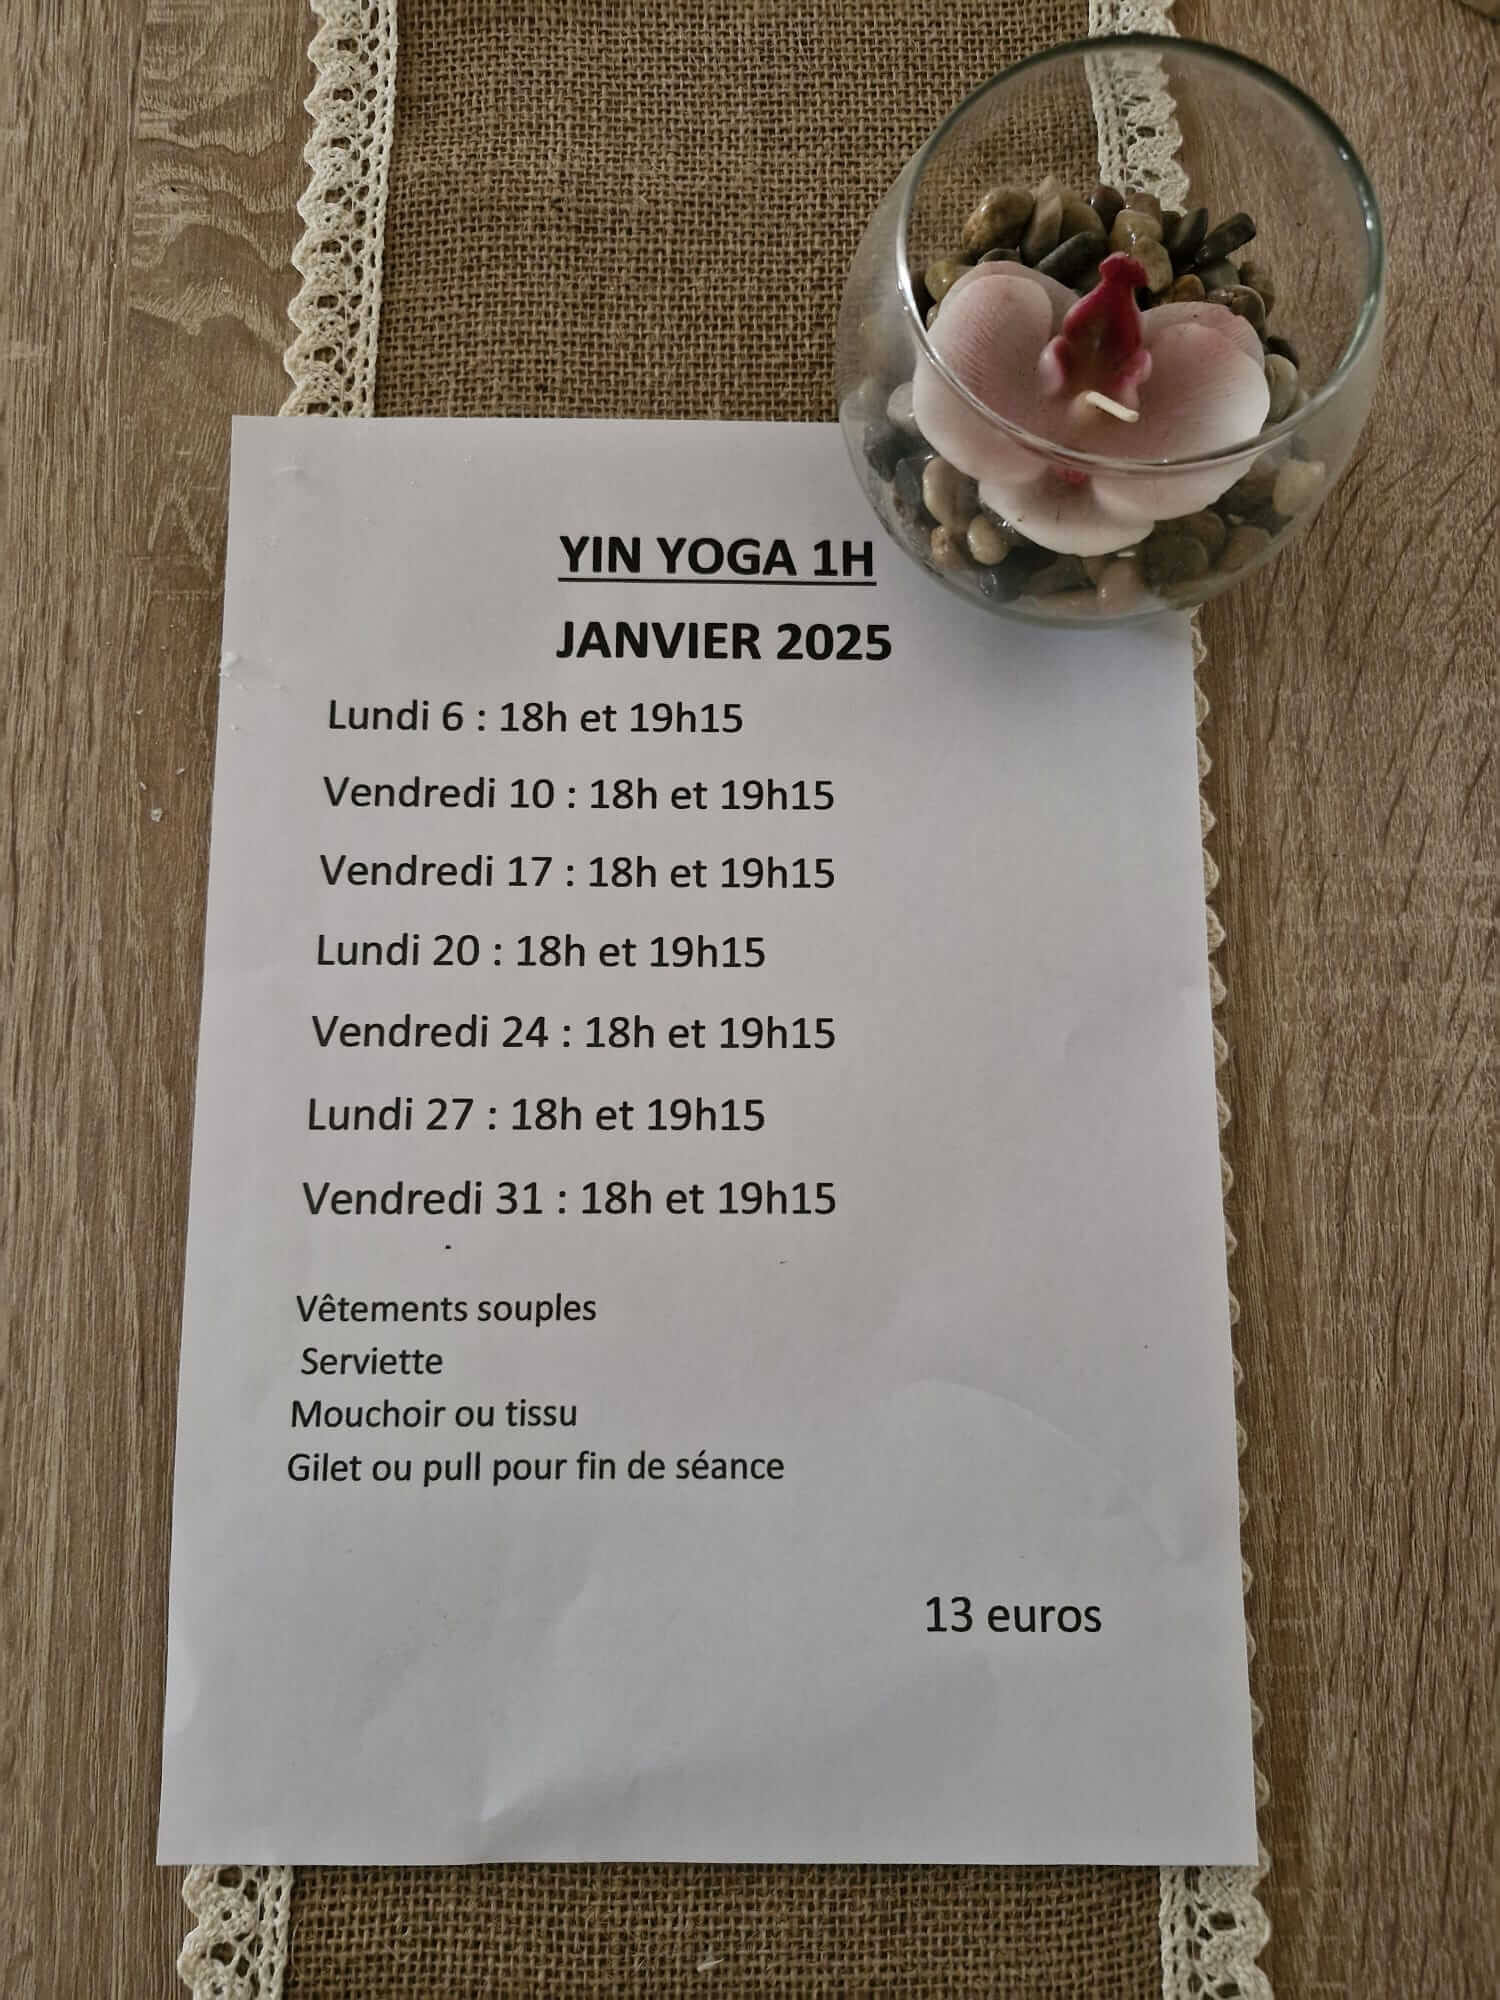 YIN YOGA 1H
JANVIER 2025
Lundi 6 : 18h et 19h15
Vendredi 10 : 18h et 19h15
Vendredi 17 : 18h et 19h15
Lundi 20 : 18h et 19h15
Vendredi 24 : 18h et 19h15
Lundi 27 : 18h et 19h15
Vendredi 31 : 18h et 19h15
Vêtements souples
Serviette
Mouchoir ou tissu
Gilet ou pull pour fin de séance
13 euros